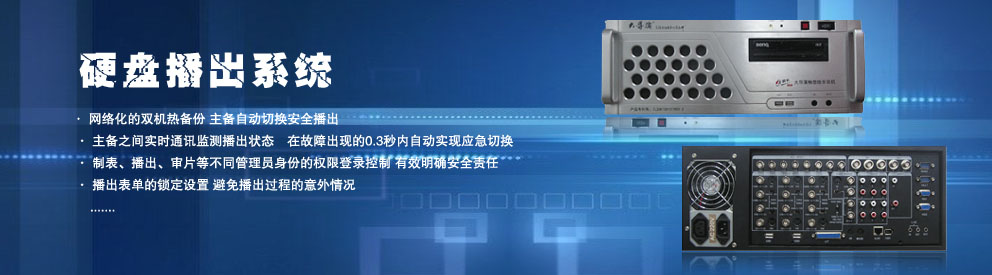 硬盘播出系统
· 网络化的双机热备份 主备自动切换安全播出
· 主备之间实时通讯监测播出状态 在故障出现的0.3秒内自动实现应急切换
· 制表、播出、审片等不同管理员身份的权限登录控制 有效明确安全责任
· 播出表单的锁定设置 避免播出过程的意外情况
.......
大导演
BenQ